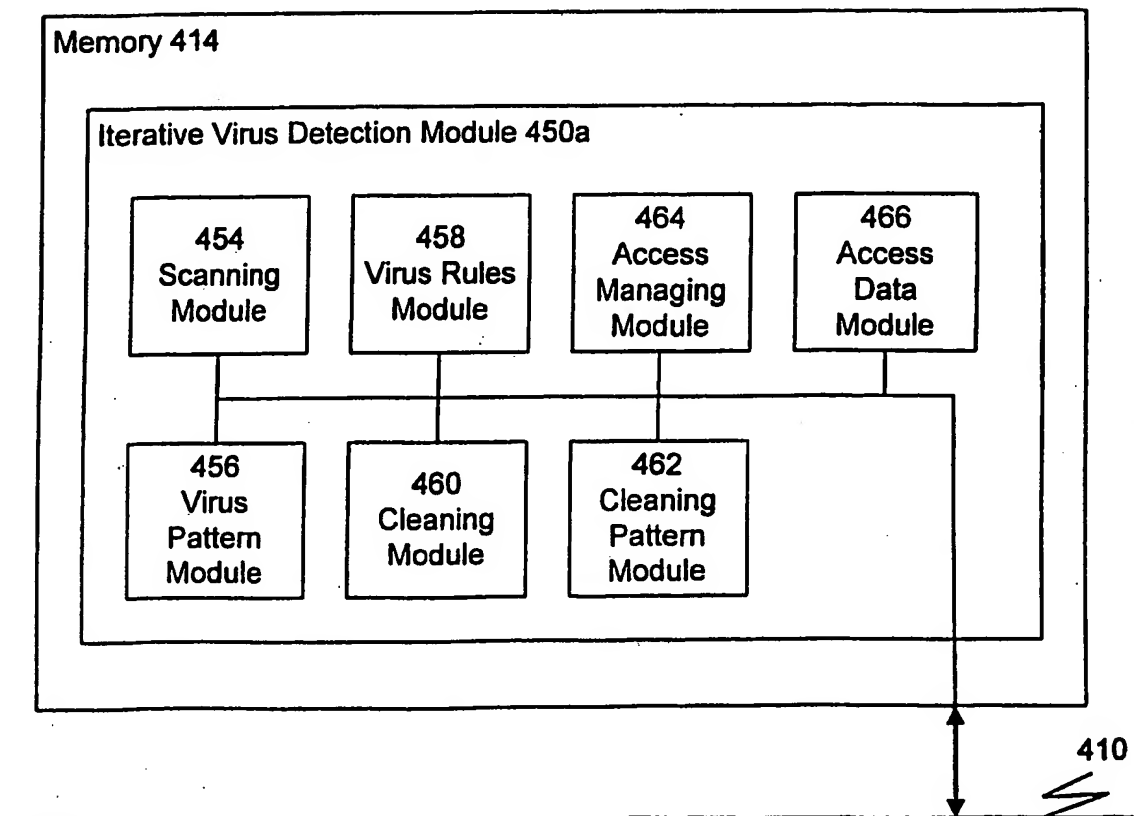 Memory 414
Iterative Virus Detection Module 450a
454
Scanning
Module
458
Virus Rules
Module
464
Access
Managing
Module
466
Access
Data
Module
456
Virus
Pattern
Module
460
Cleaning
Module
462
Cleaning
Pattern
Module
410